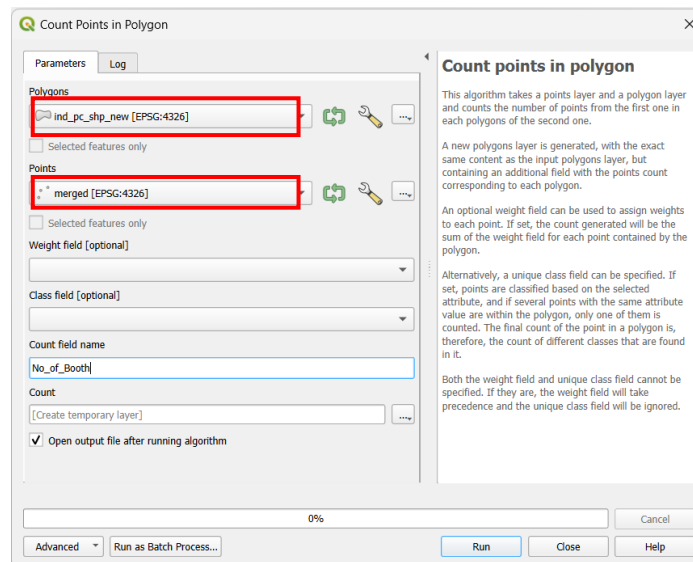 Count Points in Polygon
Parameters
Log
Polygons
ind_pc_shp_new [EPSG:4326]
...
Selected features only
Points
merged [EPSG:4326]
...
Selected features only
Weight field [optional]
Class field [optional]
Count field name
No_of_Booth
Count
[Create temporary layer]
...
Open output file after running algorithm
Count points in polygon
This algorithm takes a points layer and a polygon layer
and counts the number of points from the first one in
each polygons of the second one.
A new polygons layer is generated, with the exact
same content as the input polygons layer, but
containing an additional field with the points count
corresponding to each polygon.
An optional weight field can be used to assign weights
to each point. If set, the count generated will be the
sum of the weight field for each point contained by the
polygon.
Alternatively, a unique class field can be specified. If
set, points are classified based on the selected
attribute, and if several points with the same attribute
value are within the polygon, only one of them is
counted. The final count of the point in a polygon is,
therefore, the count of different classes that are found
in it.
Both the weight field and unique class field cannot be
specified. If they are, the weight field will take
precedence and the unique class field will be ignored.
0%
Cancel
Advanced
Run as Batch Process...
Run
Close
Help